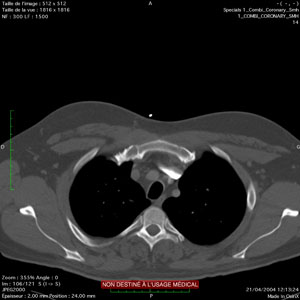 Taille de l'image : 512 x 512
Taille de la vue : 1816 x 1816
NF : 300 LF : 1500
A
- ( - , - )
Specials 1_Combi_Coronary_Smh
1_COMBI_CORONARY_Smh
14
D
G
Zoom : 355% Angle : 0
Im : 106/121 S (I -> S)
JPEG2000
Epaisseur : 2.00 mm Position : 24.00 mm
NON DESTINÉ À L'USAGE MÉDICAL
P
21/04/2004 12:13:24
Made In OsiriX